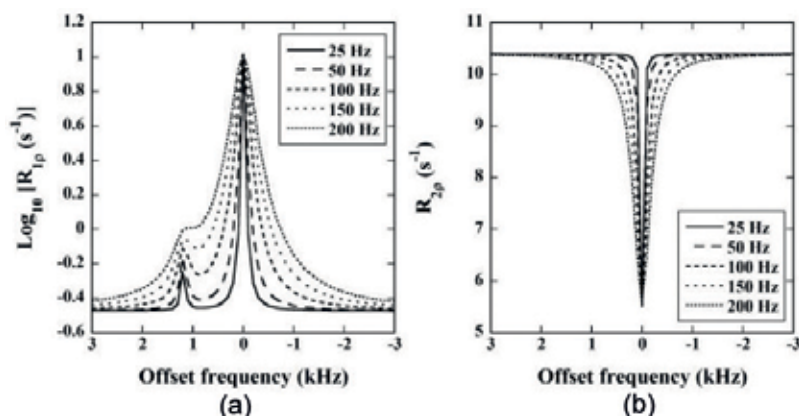 1.2
1
0.8
0.6
0.4
0.2
0
-0.2
-0.4
-0.6
Log₁₀ |R₁ρ (s⁻¹)|
25 Hz
50 Hz
100 Hz
150 Hz
200 Hz
3 2 1 0 -1 -2 -3
Offset frequency (kHz)
(a)
11
10
9
8
7
6
5
R₂ρ (s⁻¹)
25 Hz
50 Hz
100 Hz
150 Hz
200 Hz
3 2 1 0 -1 -2 -3
Offset frequency (kHz)
(b)